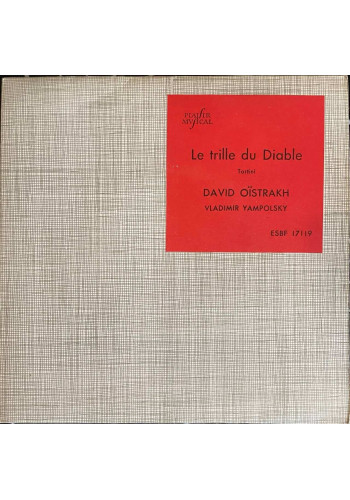 PLAISIR
MUSICAL
Le trille du Diable
Tartini
DAVID OÏSTRAKH
VLADIMIR YAMPOLSKY
ESBF 17119